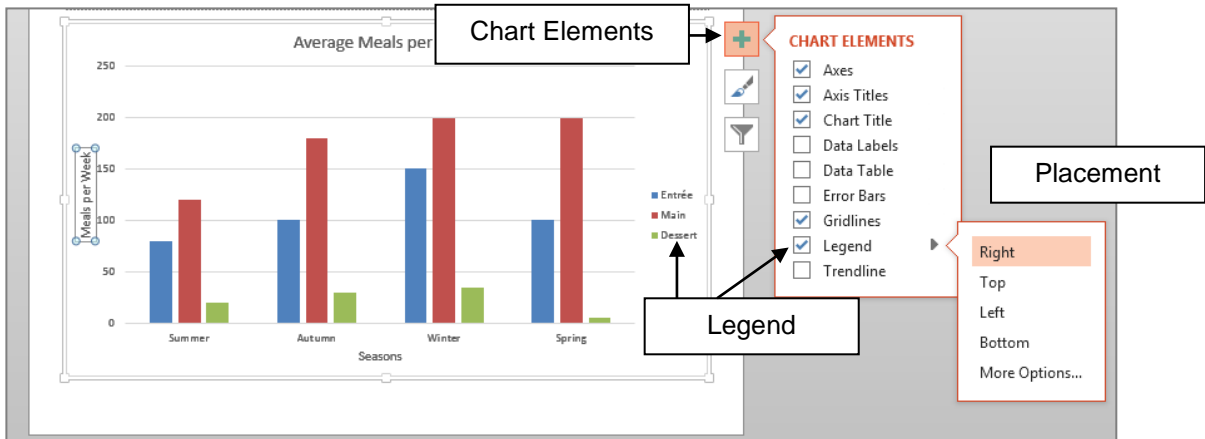 Chart Elements
Average Meals per
250
200
150
100
50
0
Meals per Week
Summer
Autumn
Winter
Spring
Seasons
Entrée
Main
Dessert
Legend
CHART ELEMENTS
Axes
Axis Titles
Chart Title
Data Labels
Data Table
Error Bars
Gridlines
Legend
Trendline
Placement
Right
Top
Left
Bottom
More Options...